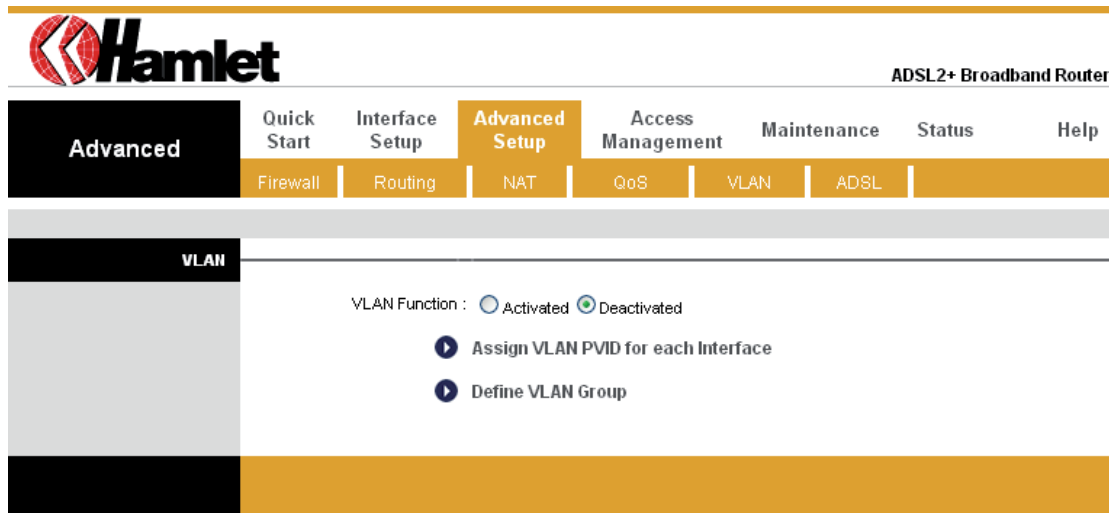 Hamlet
ADSL2+ Broadband Router
Advanced
Quick Start
Interface Setup
Advanced Setup
Access Management
Maintenance
Status
Help
Firewall
Routing
NAT
QoS
VLAN
ADSL
VLAN
VLAN Function : Activated Deactivated
Assign VLAN PVID for each Interface
Define VLAN Group